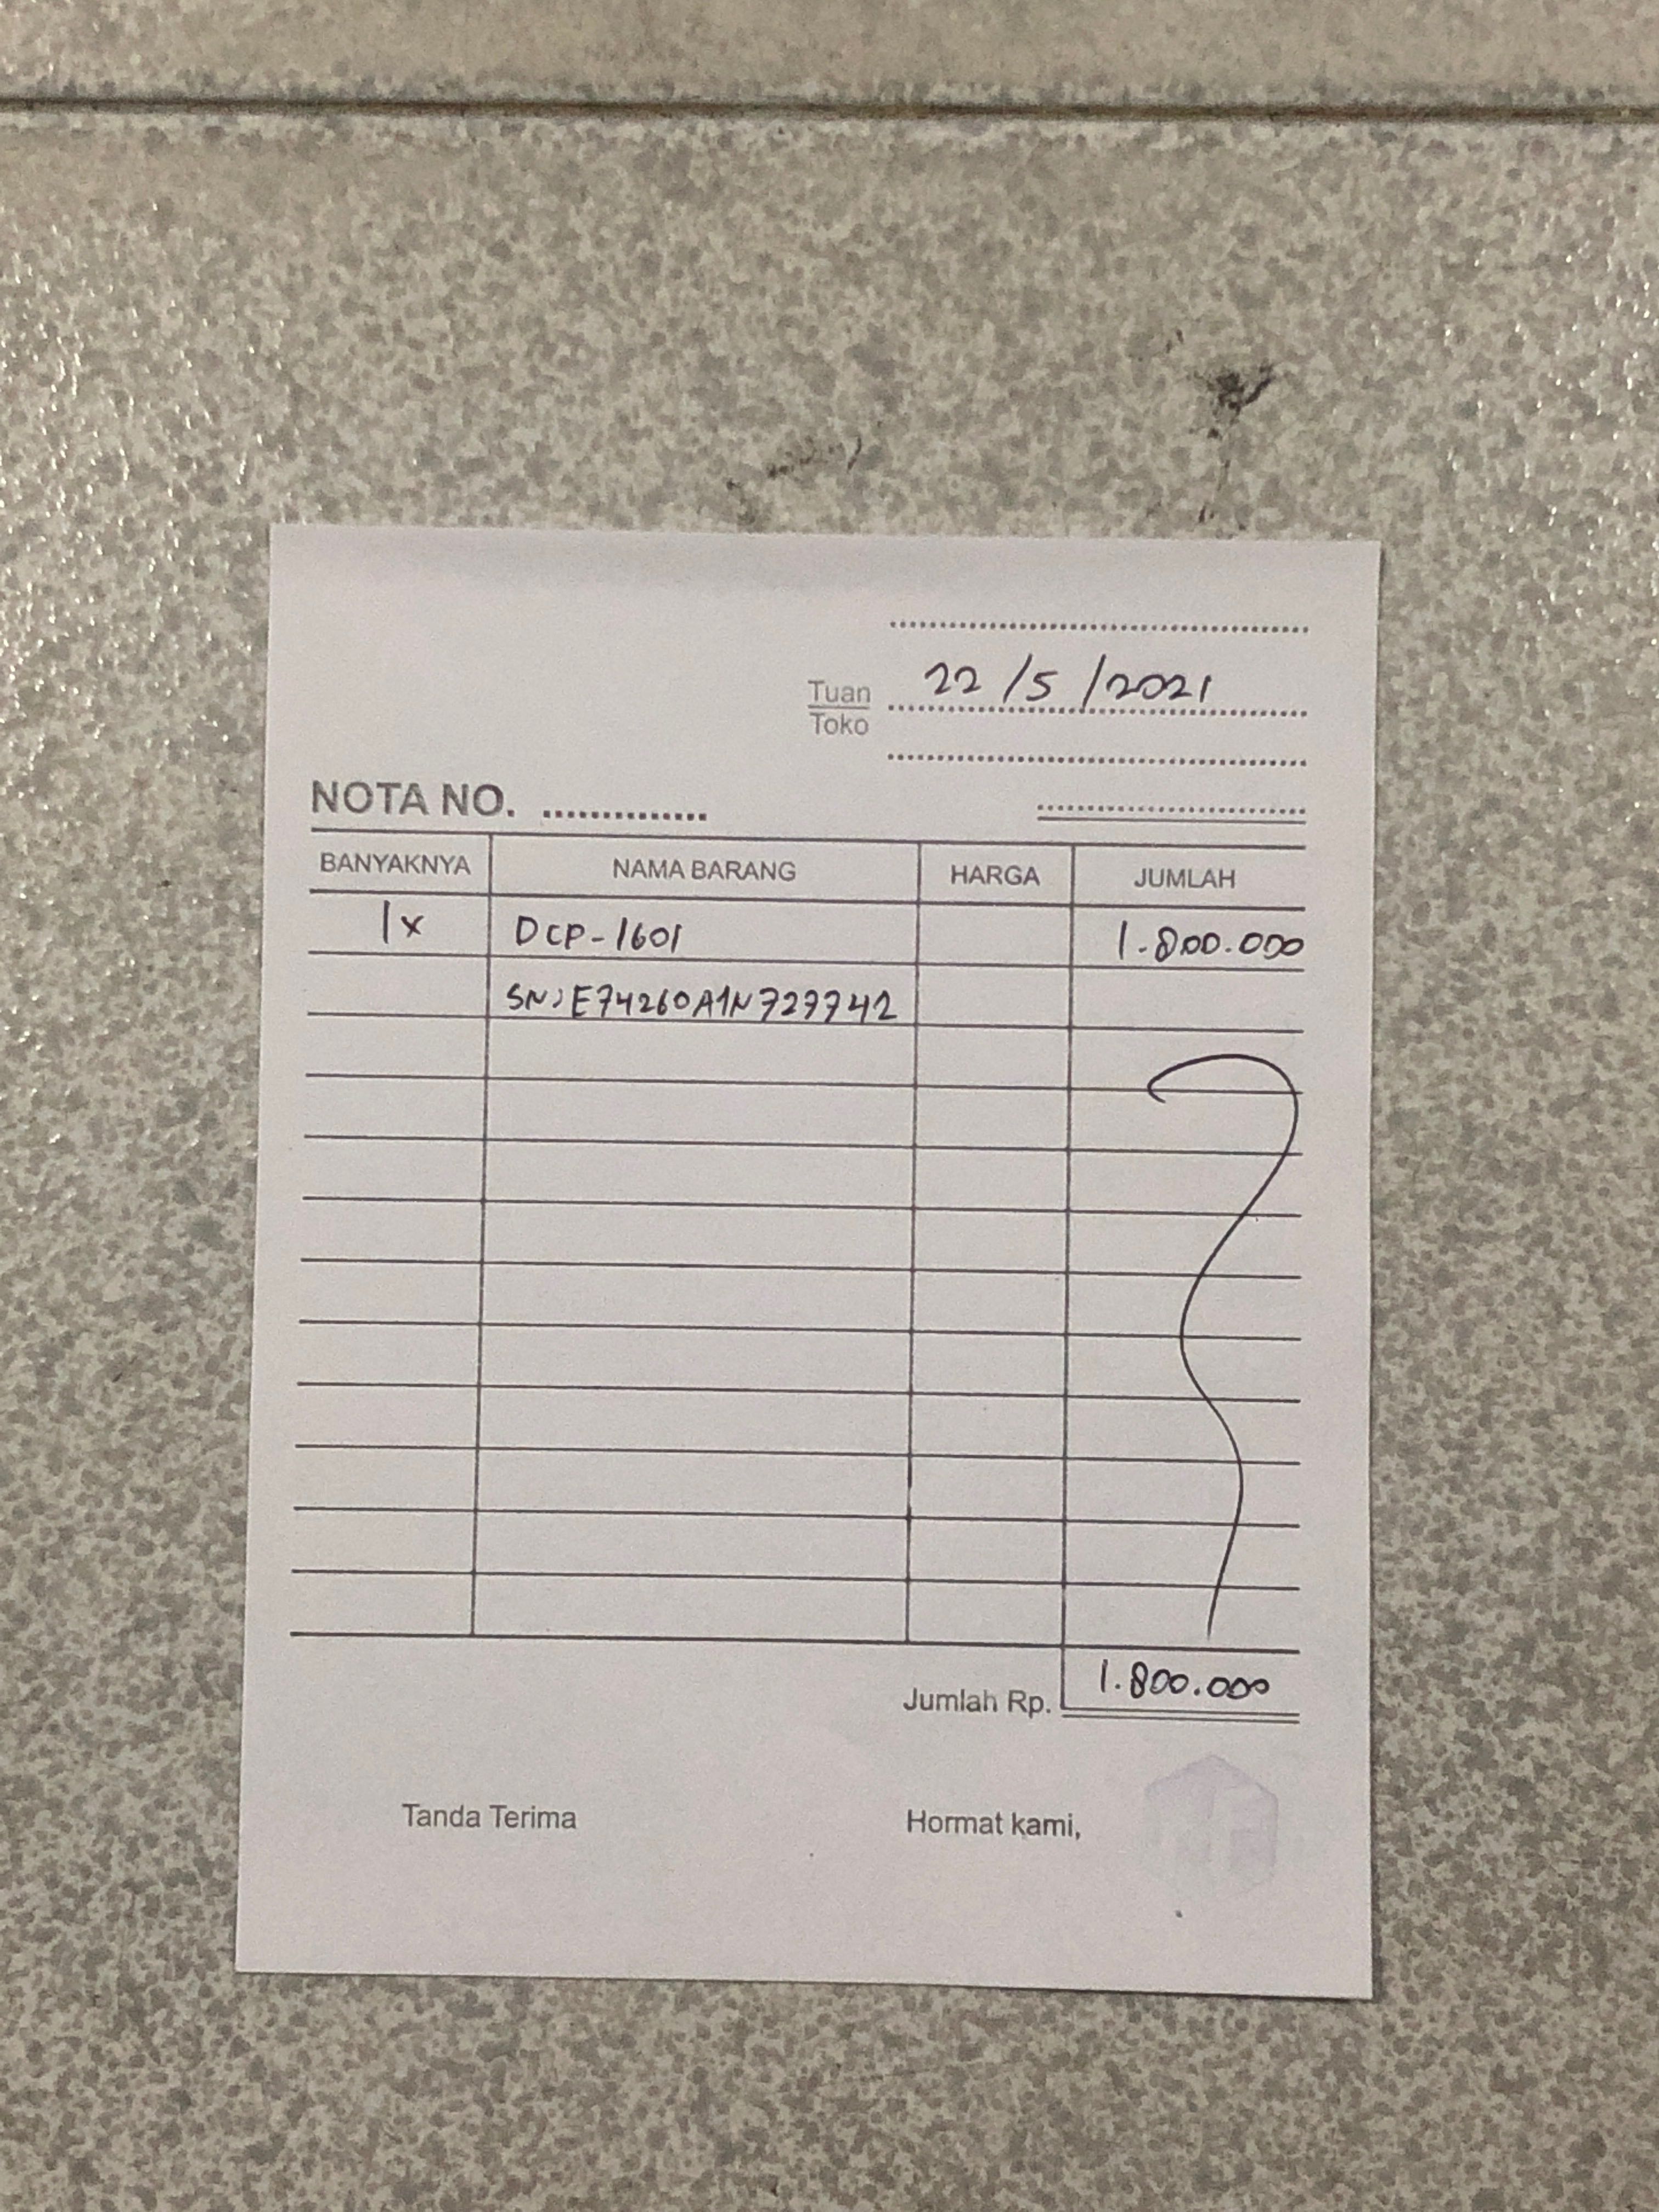 22/5/2021
Tuan
Toko
NOTA NO. ..............
BANYAKNYA NAMA BARANG HARGA JUMLAH
1x DCP-1601 1.800.000
SN: E74260A1N727742
Jumlah Rp. 1.800.000
Tanda Terima Hormat kami,